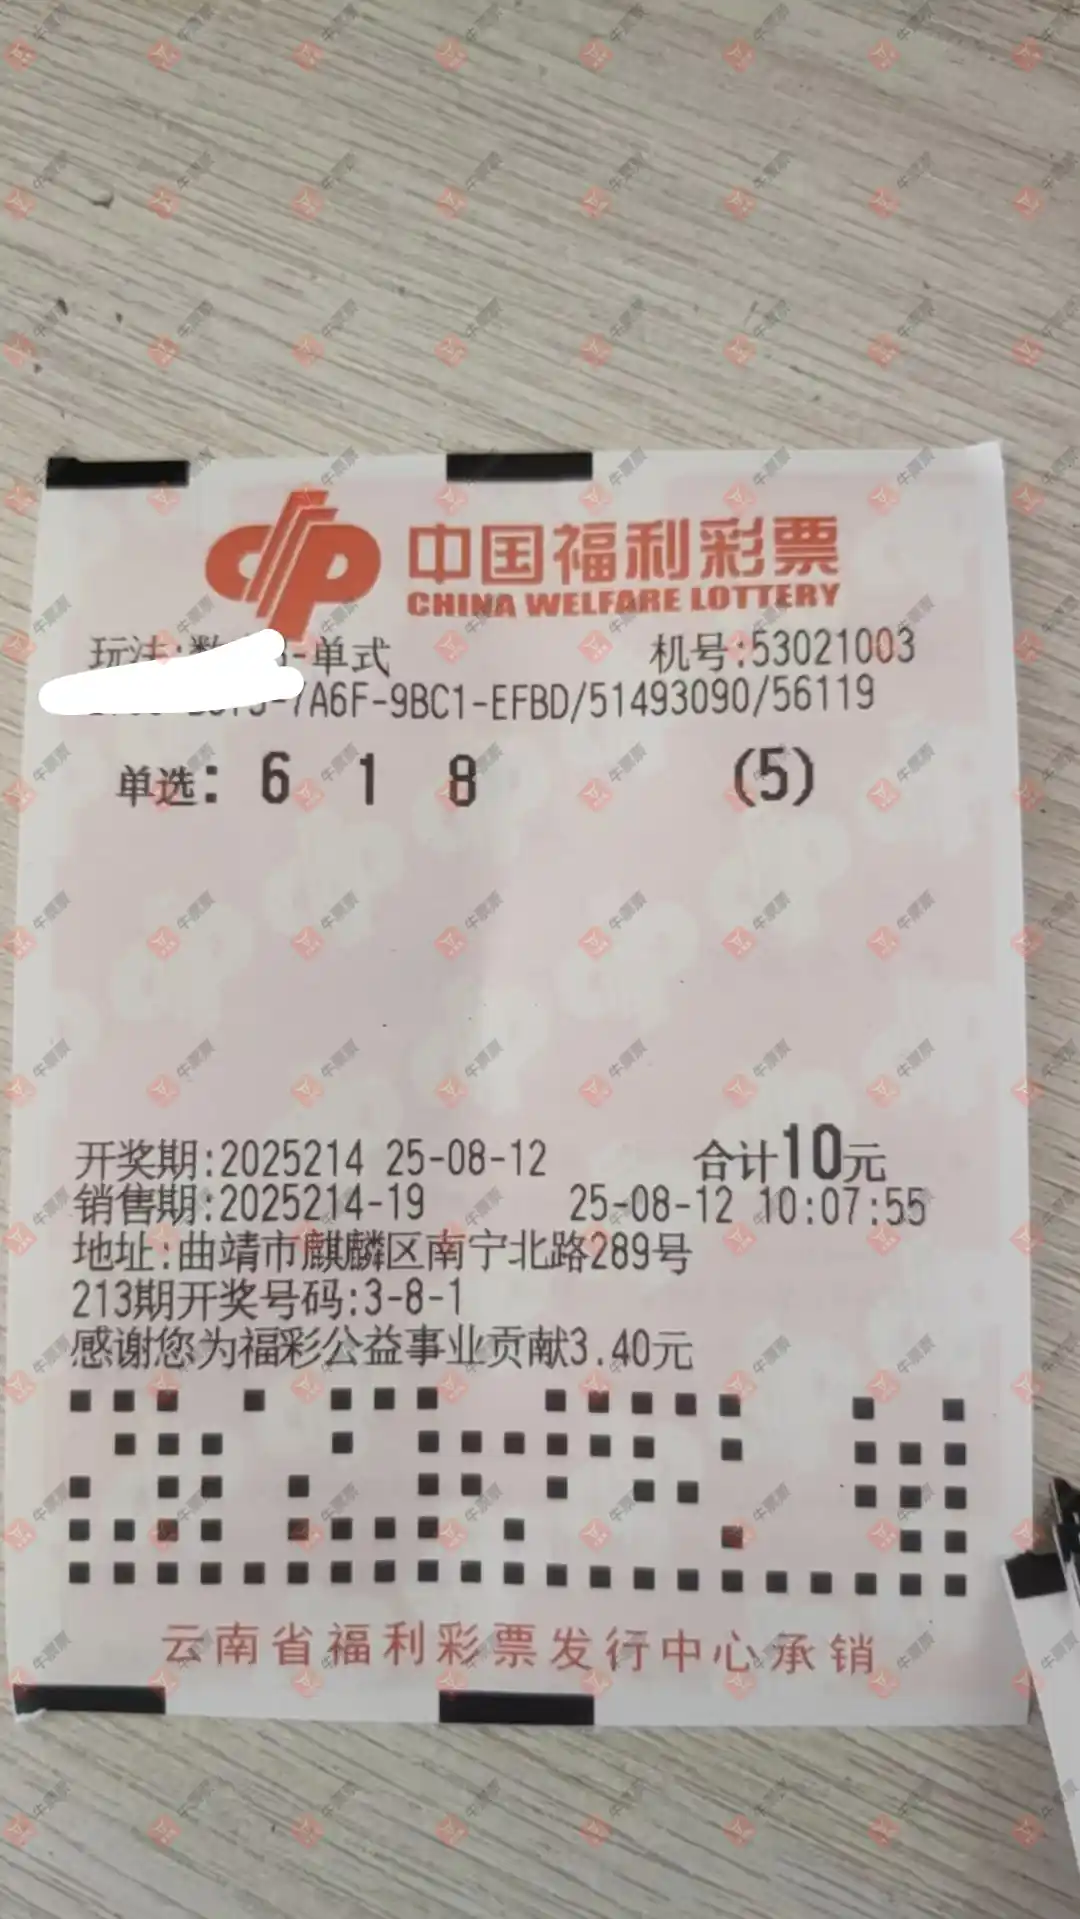 中国福利彩票
CHINA WELFARE LOTTERY
玩法:数 -单式 机号:53021003
-7A6F-9BC1-EFBD/51493090/56119
单选: 6 1 8 (5)
开奖期:2025214 25-08-12 合计10元
销售期:2025214-19 25-08-12 10:07:55
地址:曲靖市麒麟区南宁北路289号
213期开奖号码:3-8-1
感谢您为福彩公益事业贡献3.40元
云南省福利彩票发行中心承销
牛票票